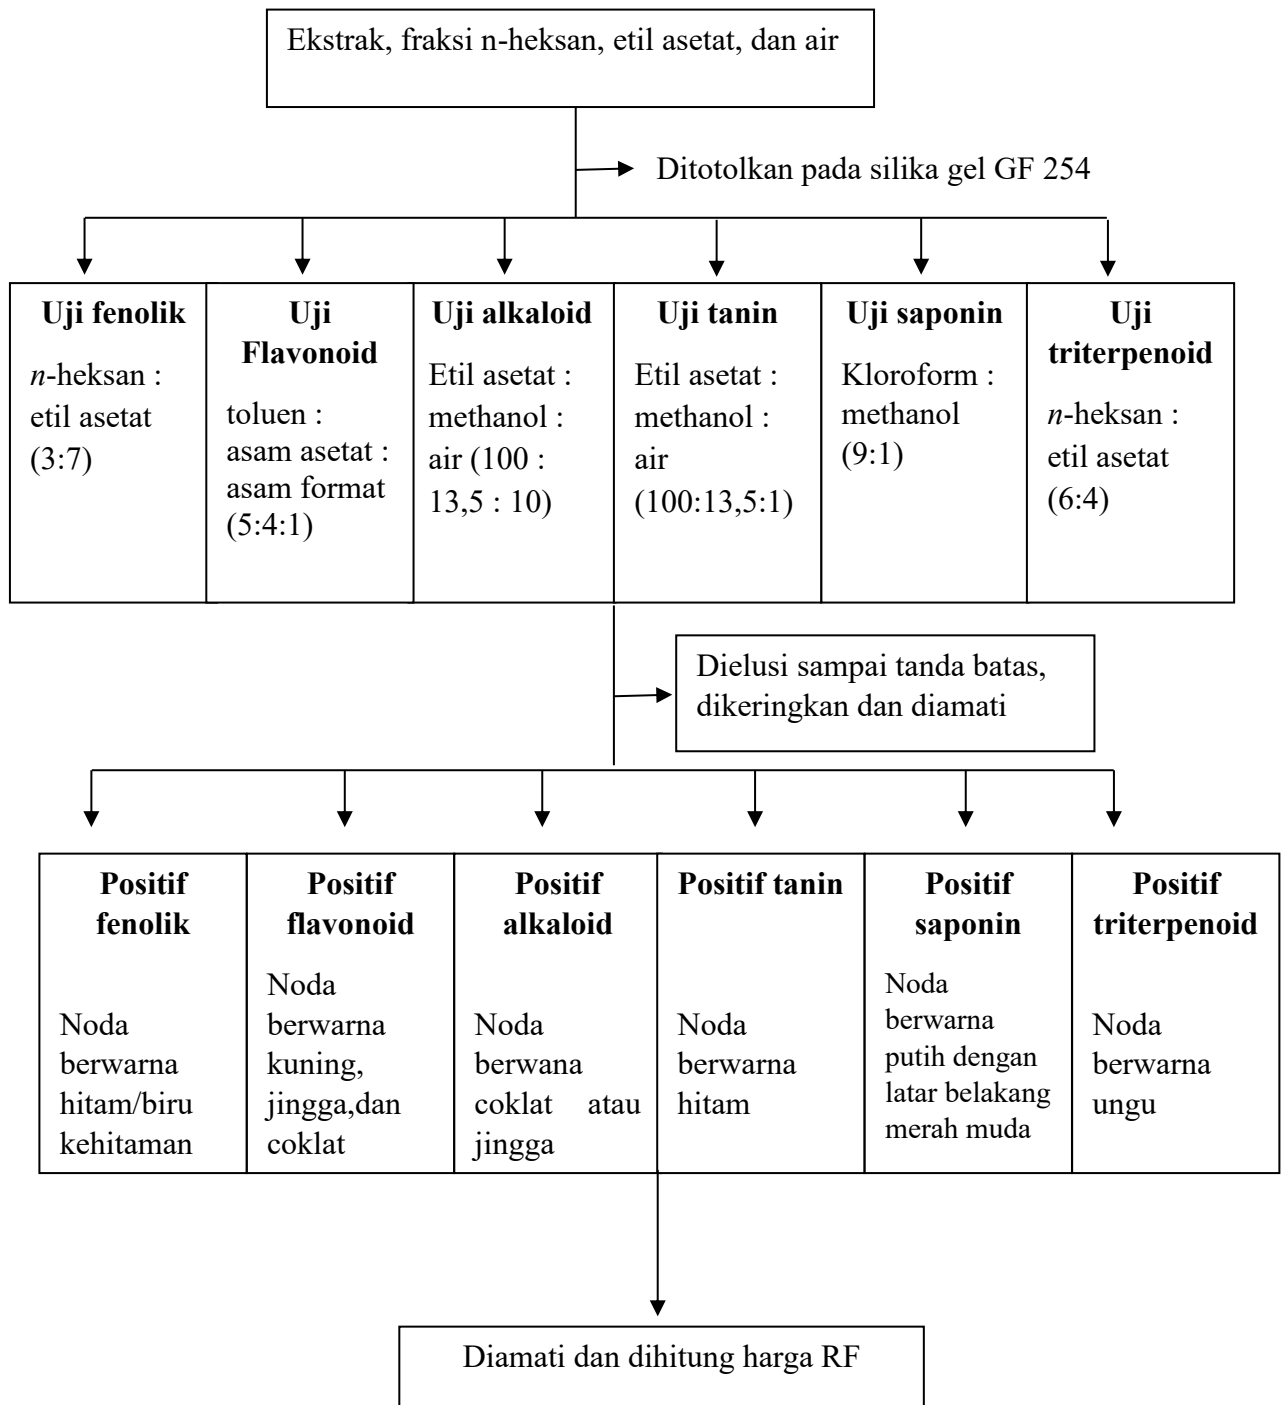 Ekstrak, fraksi n-heksan, etil asetat, dan air
Ditotolkan pada silika gel GF 254
Uji fenolik
n-heksan :
etil asetat
(3:7)
Uji
Flavonoid
toluen :
asam asetat :
asam format
(5:4:1)
Uji alkaloid
Etil asetat :
methanol :
air (100 :
13,5 : 10)
Uji tanin
Etil asetat :
methanol :
air
(100:13,5:1)
Uji saponin
Kloroform :
methanol
(9:1)
Uji
triterpenoid
n-heksan :
etil asetat
(6:4)
Dielusi sampai tanda batas,
dikeringkan dan diamati
Positif
fenolik
Noda
berwarna
hitam/biru
kehitaman
Positif
flavonoid
Noda
berwarna
kuning,
jingga,dan
coklat
Positif
alkaloid
Noda
berwana
coklat atau
jingga
Positif tanin
Noda
berwarna
hitam
Positif
saponin
Noda
berwarna
putih dengan
latar belakang
merah muda
Positif
triterpenoid
Noda
berwarna
ungu
Diamati dan dihitung harga RF